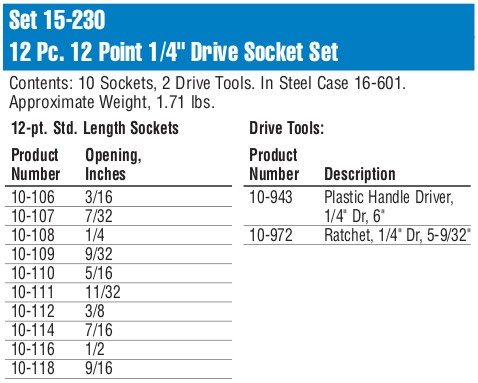 Set 15-230
12 Pc. 12 Point 1/4" Drive Socket Set
Contents: 10 Sockets, 2 Drive Tools. In Steel Case 16-601.
Approximate Weight, 1.71 lbs.
12-pt. Std. Length Sockets
Product Opening,
Number Inches
10-106 3/16
10-107 7/32
10-108 1/4
10-109 9/32
10-110 5/16
10-111 11/32
10-112 3/8
10-114 7/16
10-116 1/2
10-118 9/16
Drive Tools:
Product
Number Description
10-943 Plastic Handle Driver,
1/4" Dr, 6"
10-972 Ratchet, 1/4" Dr, 5-9/32"